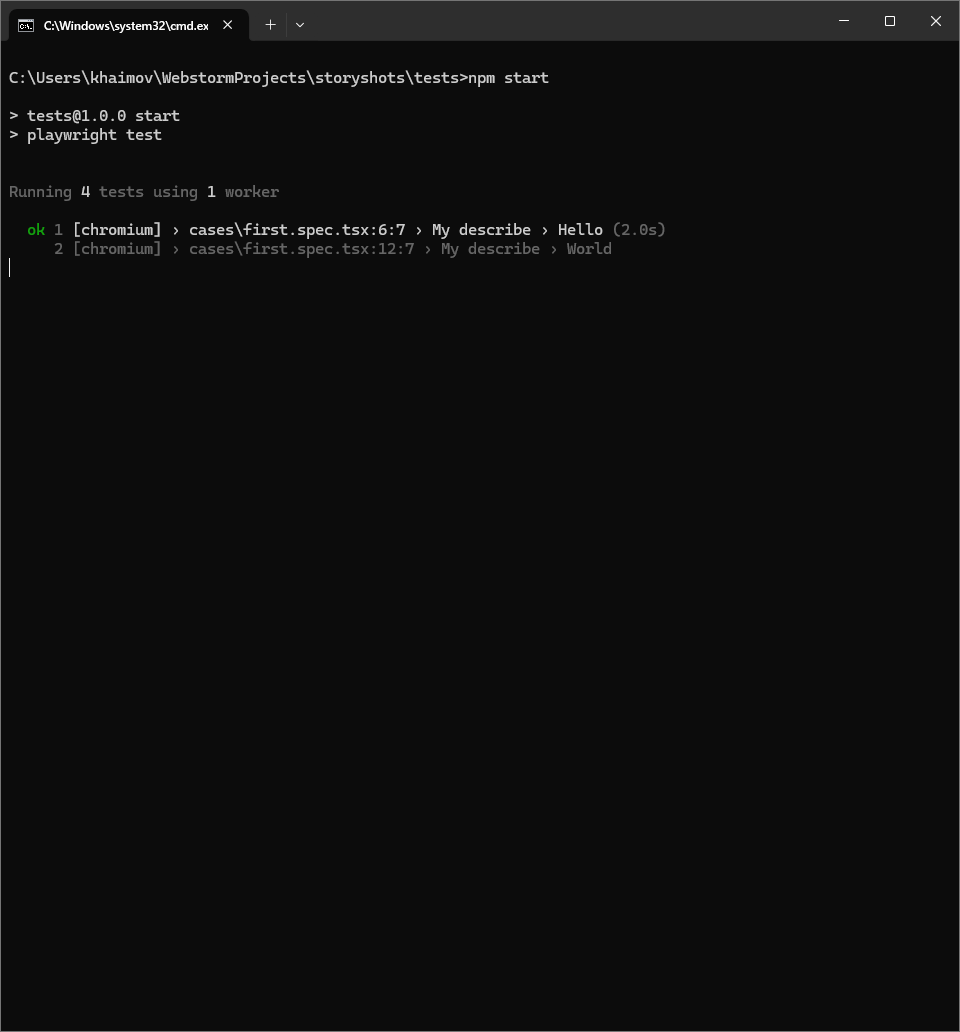 C:\Windows\system32\cmd.ex
C:\Users\khaimov\WebstormProjects\storyshots\tests>npm start
> tests@1.0.0 start
> playwright test
Running 4 tests using 1 worker
ok 1 [chromium] › cases\first.spec.tsx:6:7 › My describe › Hello (2.0s)
2 [chromium] › cases\first.spec.tsx:12:7 › My describe › World